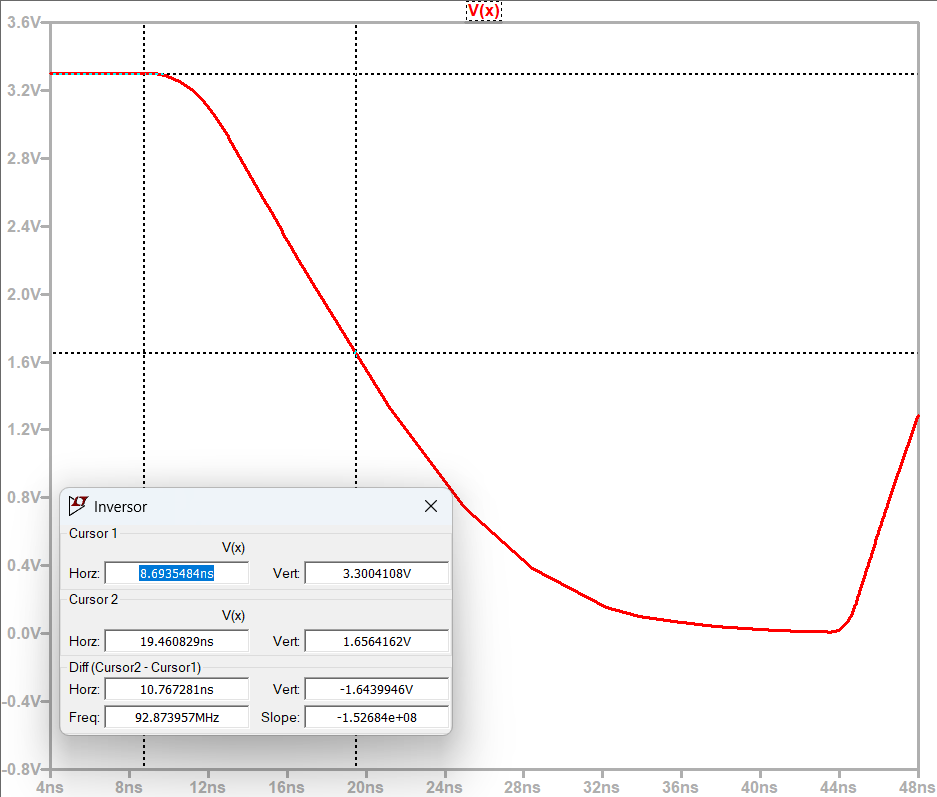 V(x)
3.6V
3.2V
2.8V
2.4V
2.0V
1.6V
1.2V
0.8V
0.4V
0.0V
-0.4V
-0.8V
Inversor
Cursor 1
V(x)
Horz: 8.6935484ns Vert: 3.3004108V
Cursor 2
V(x)
Horz: 19.460829ns Vert: 1.6564162V
Diff (Cursor2 - Cursor1)
Horz: 10.767281ns Vert: -1.6439946V
Freq: 92.873957MHz Slope: -1.52684e+08
4ns 8ns 12ns 16ns 20ns 24ns 28ns 32ns 36ns 40ns 44ns 48ns